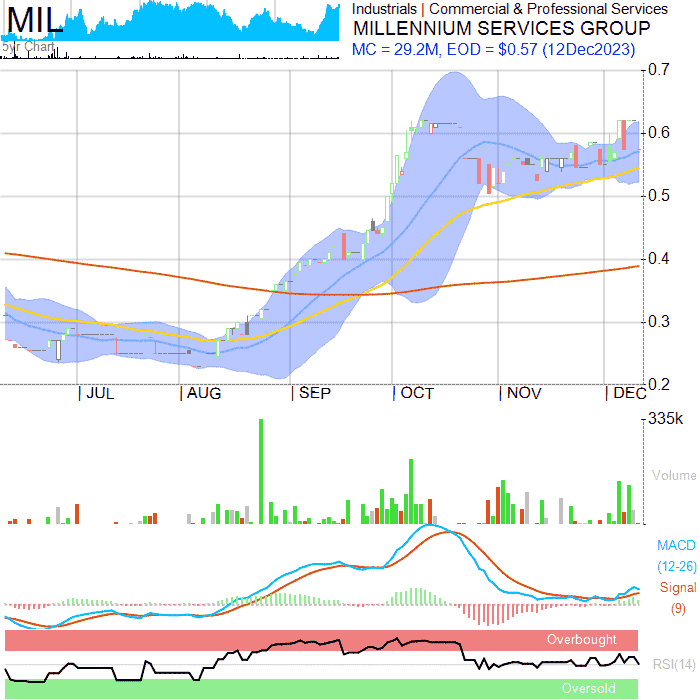 MIL
5yr Chart
Industrials | Commercial & Professional Services
MILLENNIUM SERVICES GROUP
MC = 29.2M, EOD = $0.57 (12Dec2023)
0.7
0.6
0.5
0.4
0.3
0.2
JUL
AUG
SEP
OCT
NOV
DEC
335k
Volume
MACD
(12-26)
Signal
(9)
Overbought
RSI(14)
Oversold